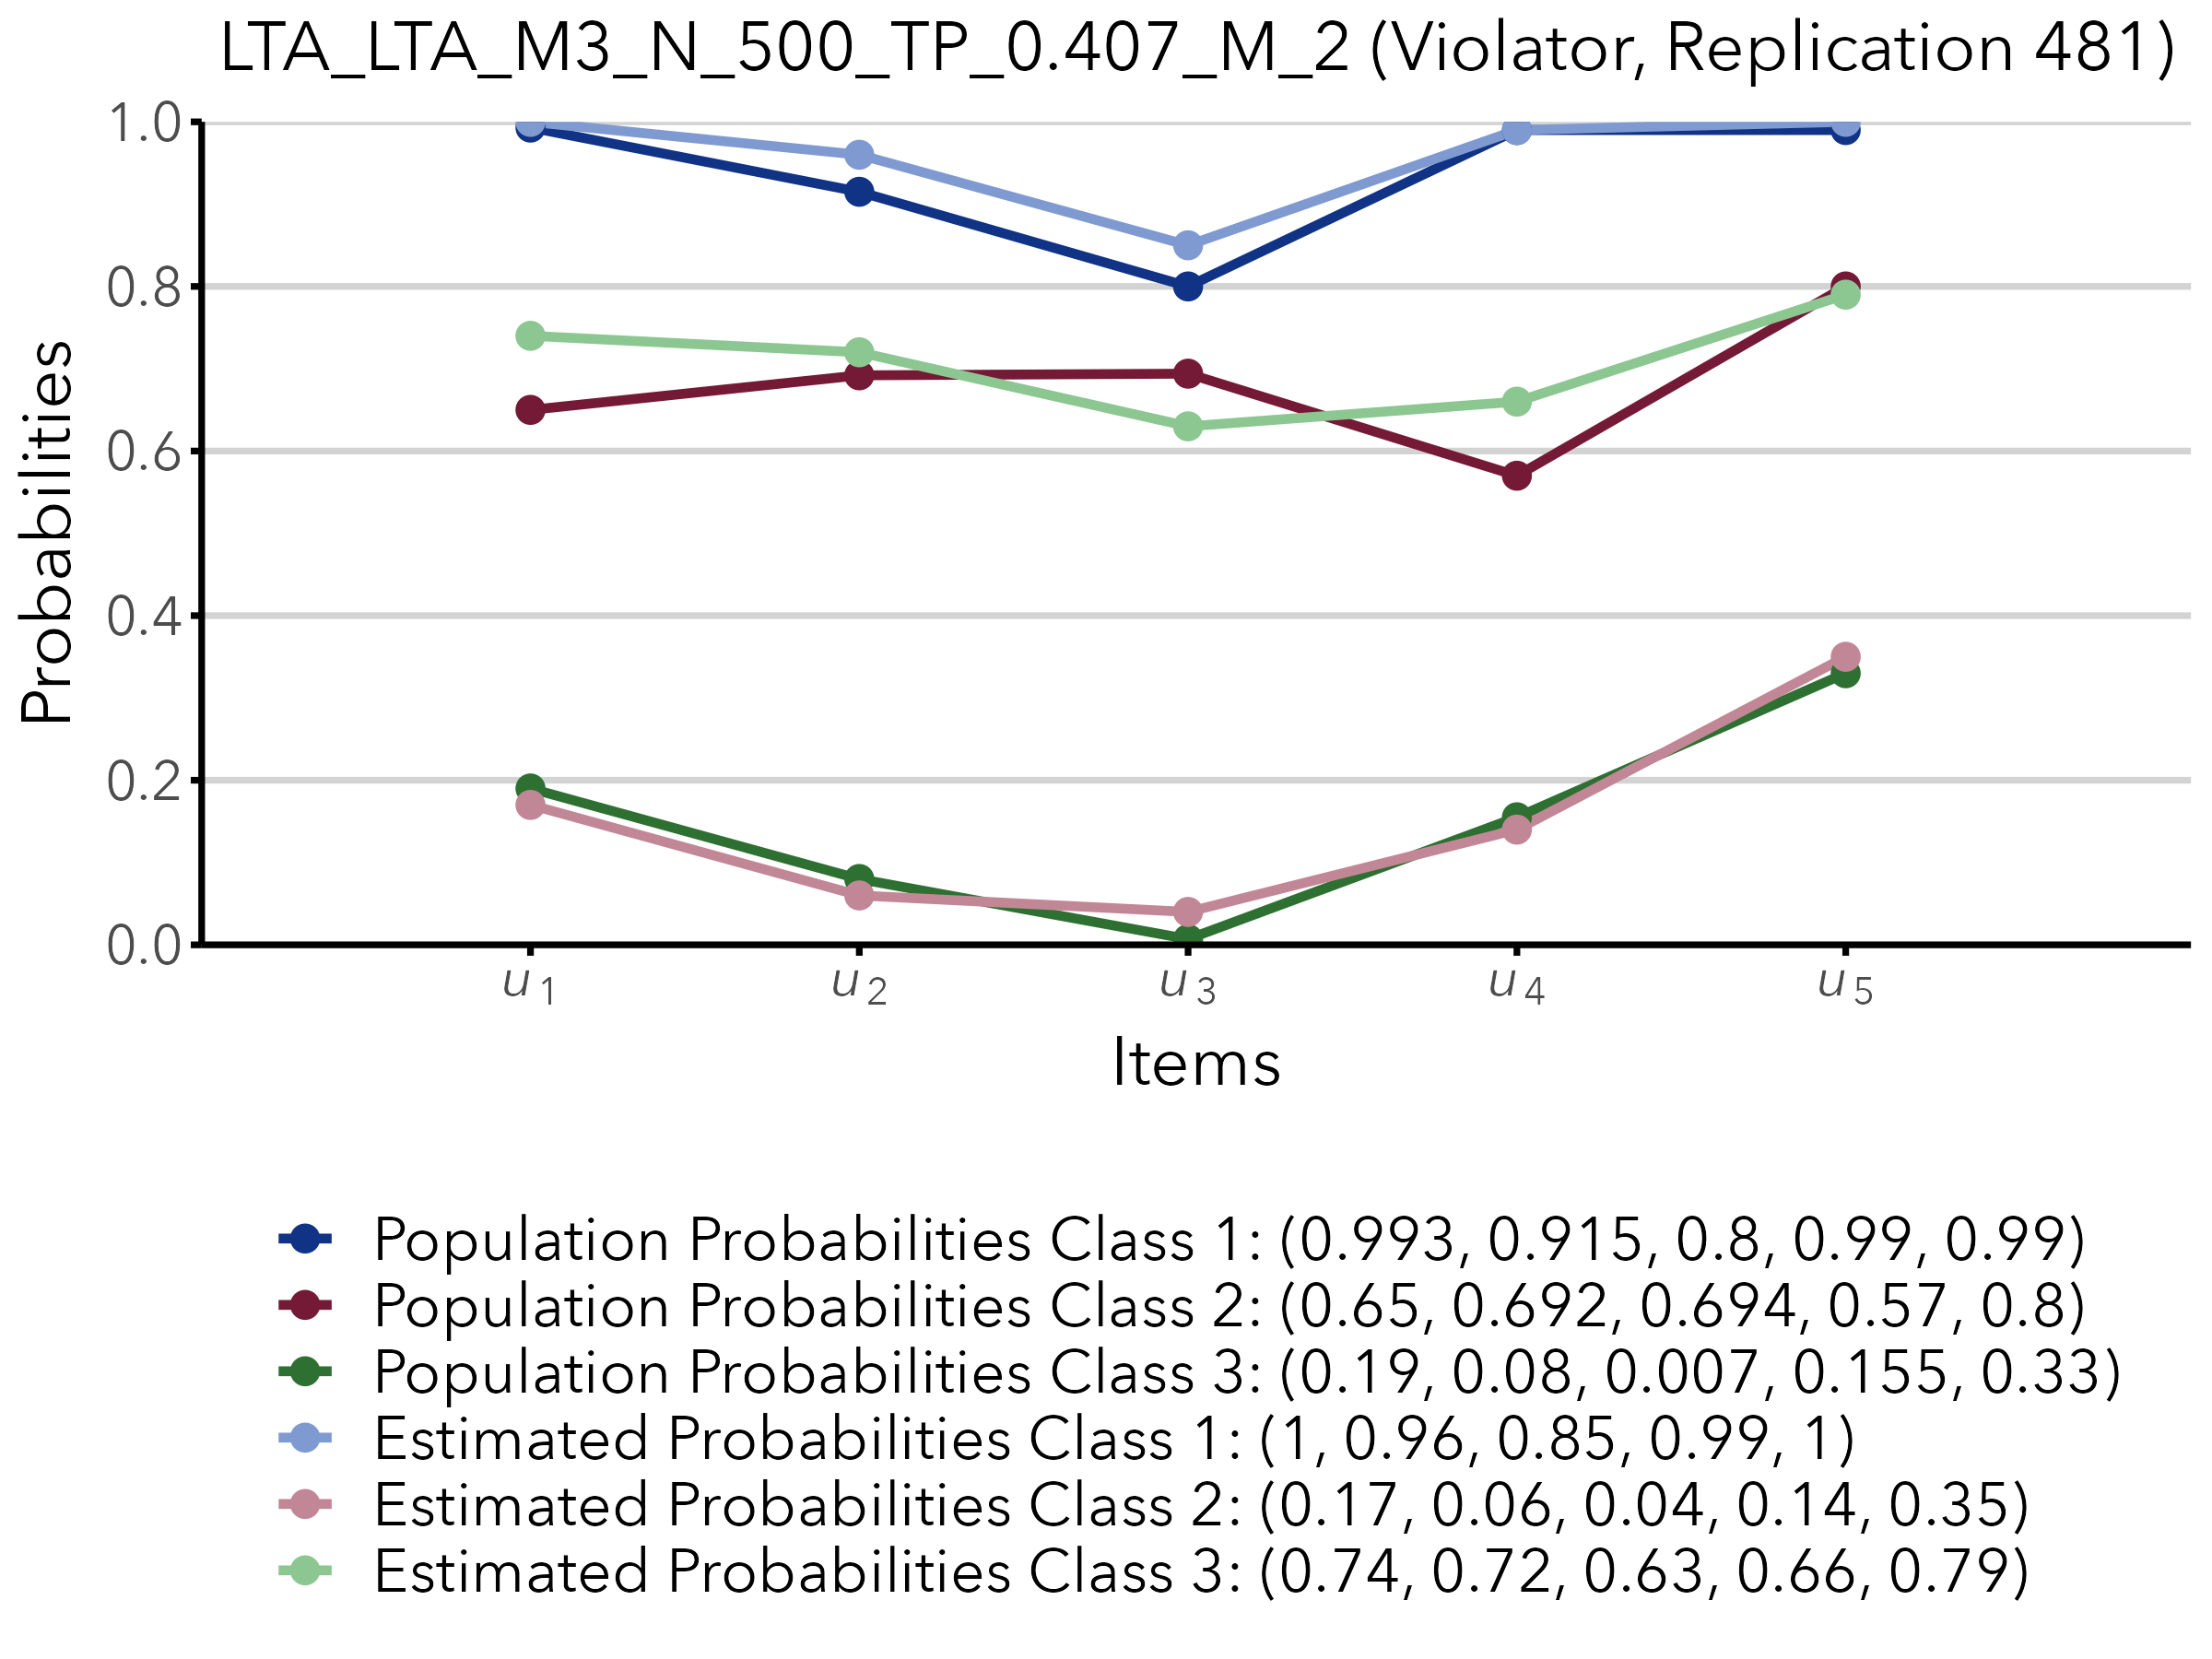 LTA_LTA_M3_N_500_TP_0.407_M_2 (Violator, Replication 481)
1.0
0.8
0.6
0.4
0.2
0.0
Probabilities
u1
u2
u3
u4
u5
Items
Population Probabilities Class 1: (0.993, 0.915, 0.8, 0.99, 0.99)
Population Probabilities Class 2: (0.65, 0.692, 0.694, 0.57, 0.8)
Population Probabilities Class 3: (0.19, 0.08, 0.007, 0.155, 0.33)
Estimated Probabilities Class 1: (1, 0.96, 0.85, 0.99, 1)
Estimated Probabilities Class 2: (0.17, 0.06, 0.04, 0.14, 0.35)
Estimated Probabilities Class 3: (0.74, 0.72, 0.63, 0.66, 0.79)